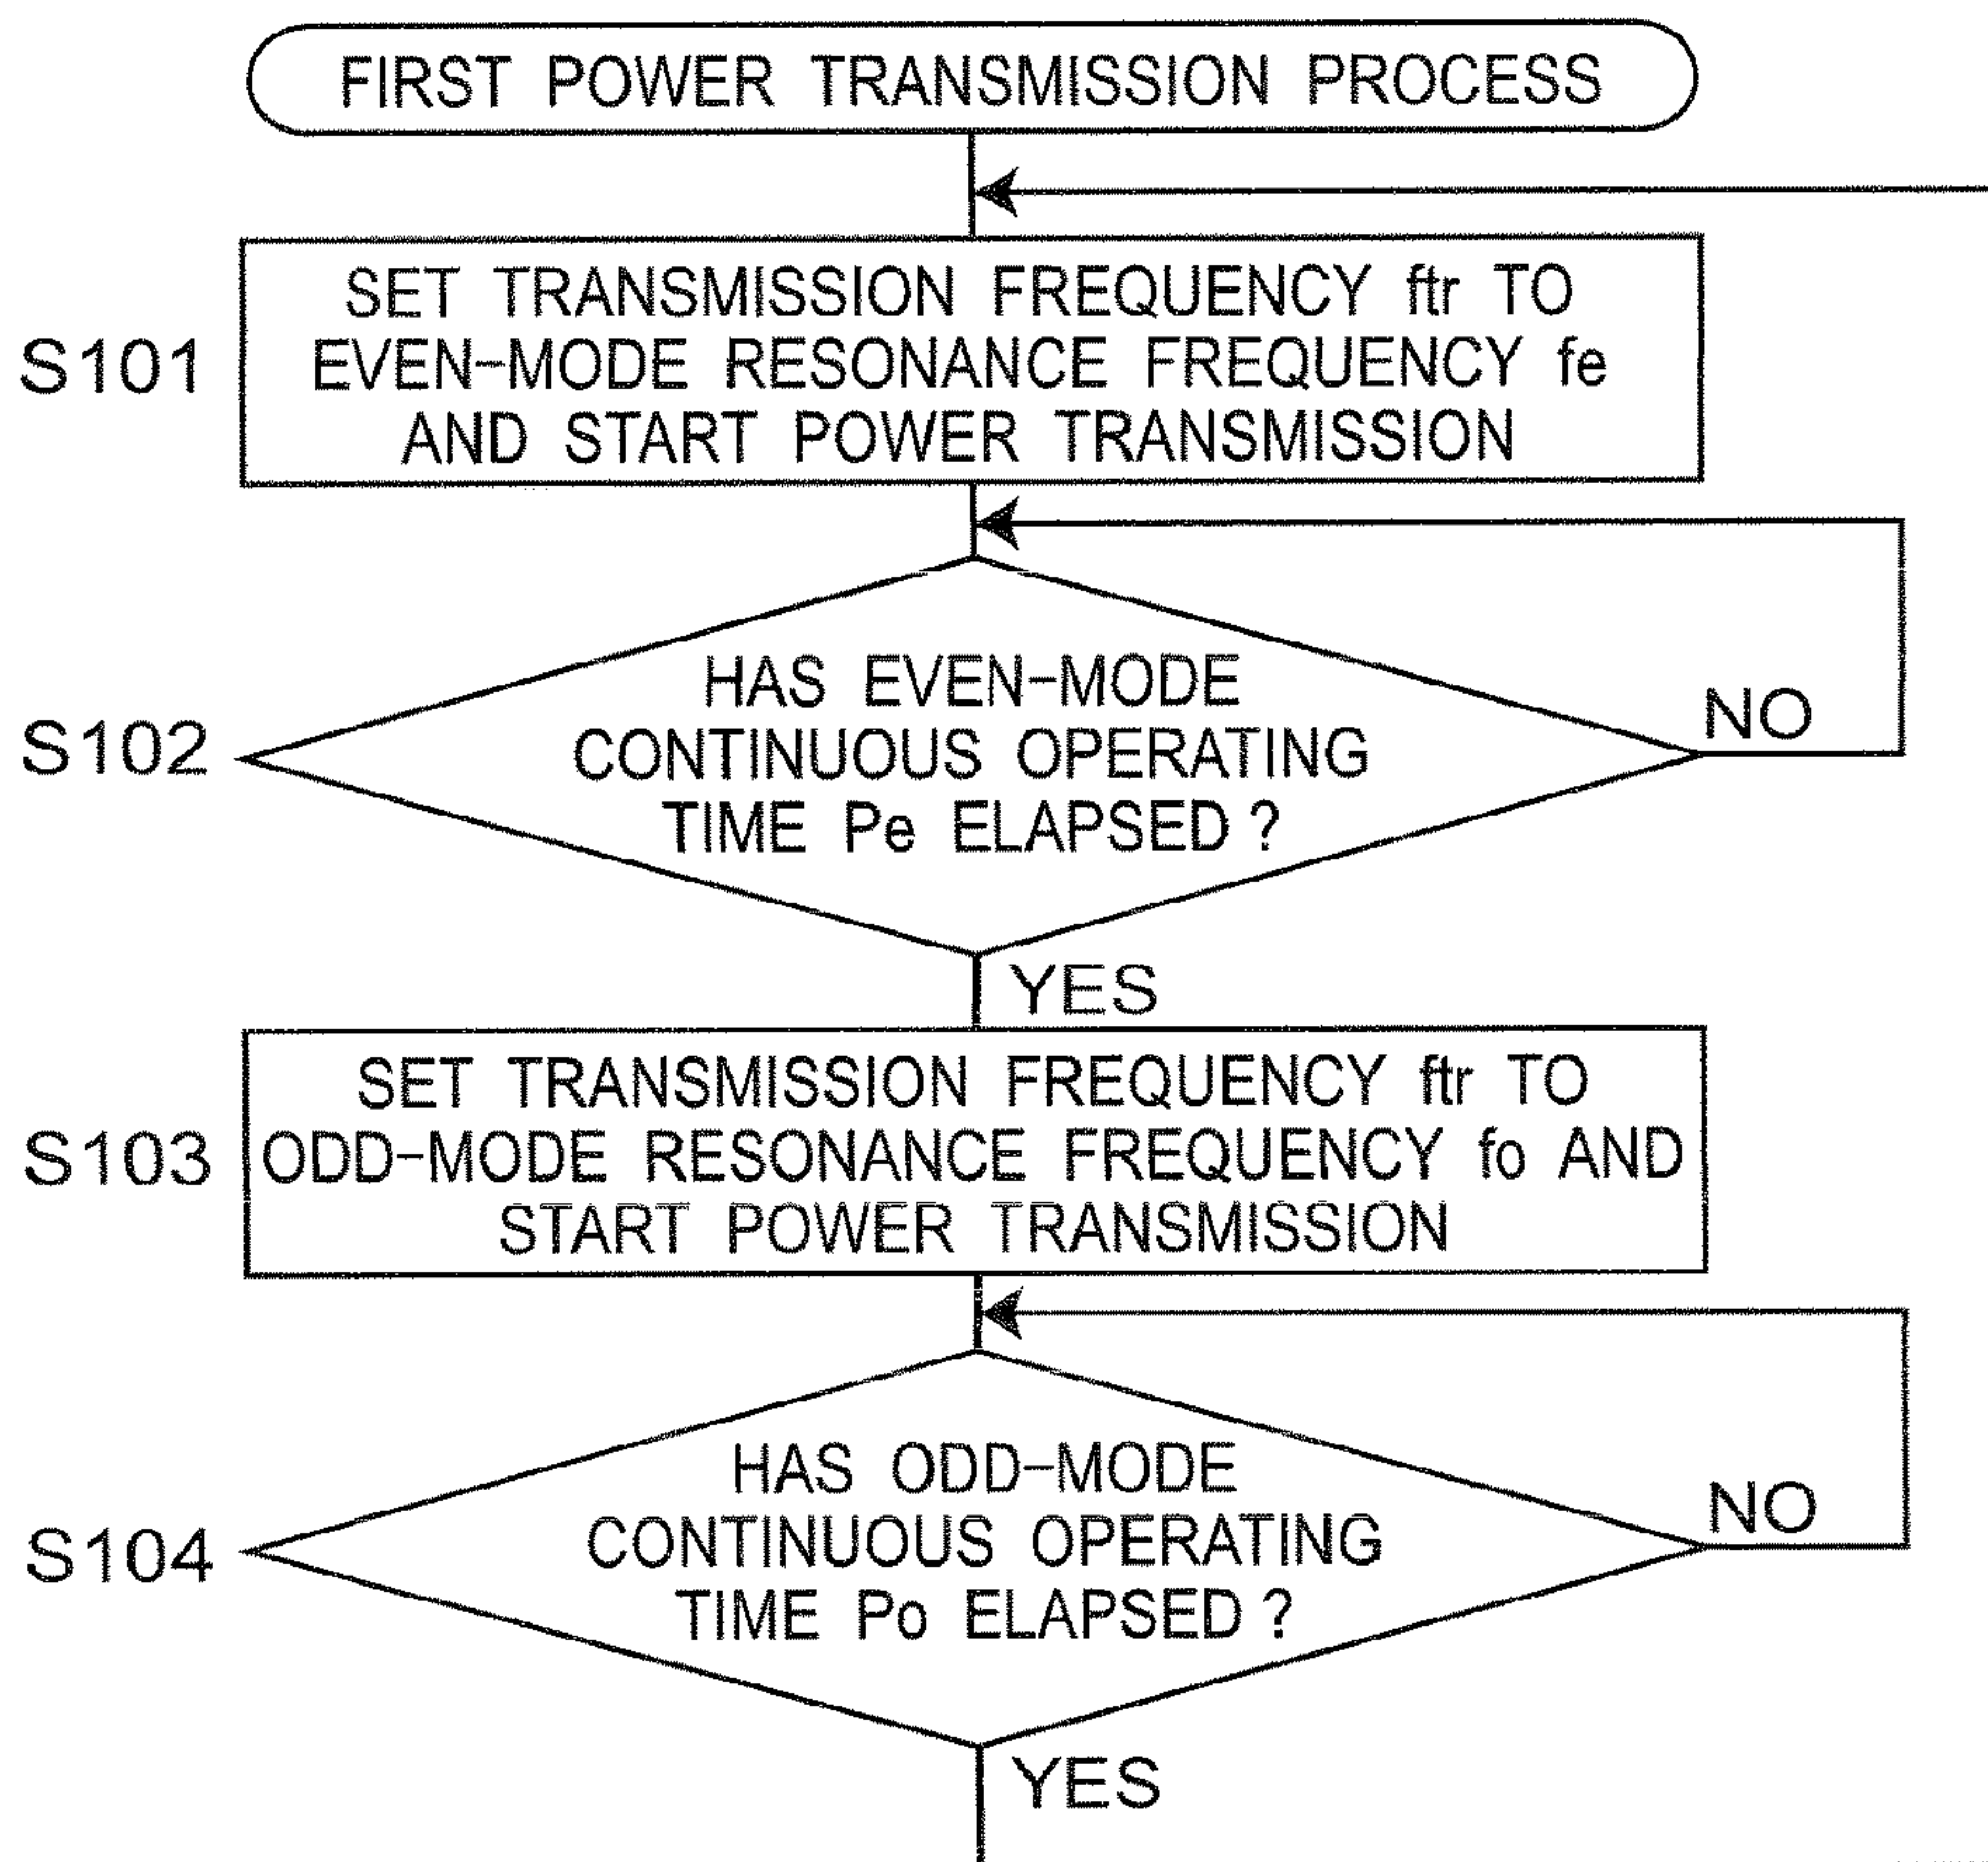 FIRST POWER TRANSMISSION PROCESS
SET TRANSMISSION FREQUENCY ftr TO
S101
EVEN-MODE RESONANCE FREQUENCY fe
AND START POWER TRANSMISSION
HAS EVEN-MODE
NO
S102
CONTINUOUS OPERATING
TIME Pe ELAPSED ?
YES
SET TRANSMISSION FREQUENCY ftr TO
S103
ODD-MODE RESONANCE FREQUENCY fo AND
START POWER TRANSMISSION
HAS ODD-MODE
NO
S104
CONTINUOUS OPERATING
TIME Po ELAPSED ?
YES